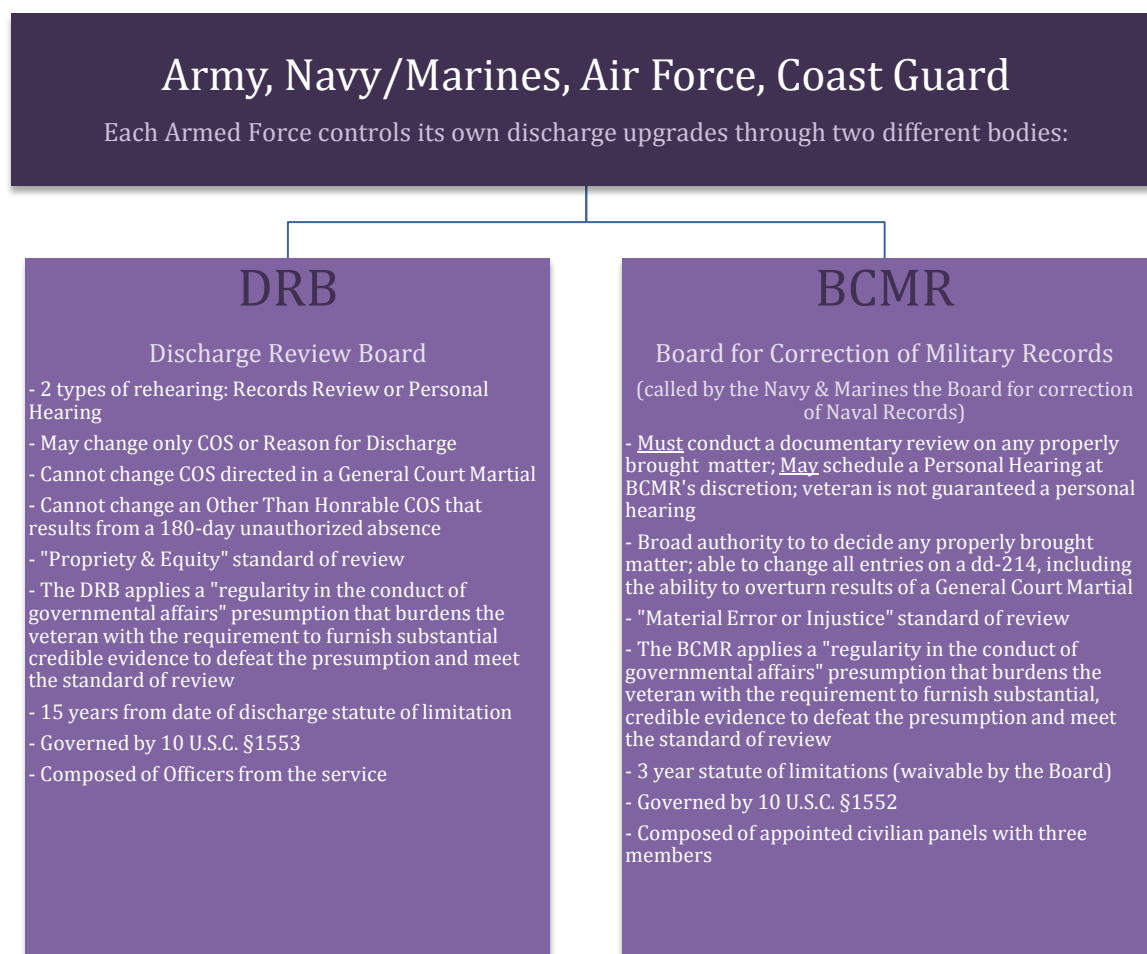 Army, Navy/Marines, Air Force, Coast Guard
Each Armed Force controls its own discharge upgrades through two different bodies:
DRB
Discharge Review Board
- 2 types of rehearing: Records Review or Personal
Hearing
- May change only COS or Reason for Discharge
- Cannot change COS directed in a General Court Martial
- Cannot change an Other Than Honrable COS that
results from a 180-day unauthorized absence
- "Propriety & Equity" standard of review
- The DRB applies a "regularity in the conduct of
governmental affairs" presumption that burdens the
veteran with the requirement to furnish substantial
credible evidence to defeat the presumption and meet
the standard of review
- 15 years from date of discharge statute of limitation
- Governed by 10 U.S.C. §1553
- Composed of Officers from the service
BCMR
Board for Correction of Military Records
(called by the Navy & Marines the Board for correction
of Naval Records)
- Must conduct a documentary review on any properly
brought matter; May schedule a Personal Hearing at
BCMR's discretion; veteran is not guaranteed a personal
hearing
- Broad authority to to decide any properly brought
matter; able to change all entries on a dd-214, including
the ability to overturn results of a General Court Martial
- "Material Error or Injustice" standard of review
- The BCMR applies a "regularity in the conduct of
governmental affairs" presumption that burdens the
veteran with the requirement to furnish substantial,
credible evidence to defeat the presumption and meet
the standard of review
- 3 year statute of limitations (waivable by the Board)
- Governed by 10 U.S.C. §1552
- Composed of appointed civilian panels with three
members